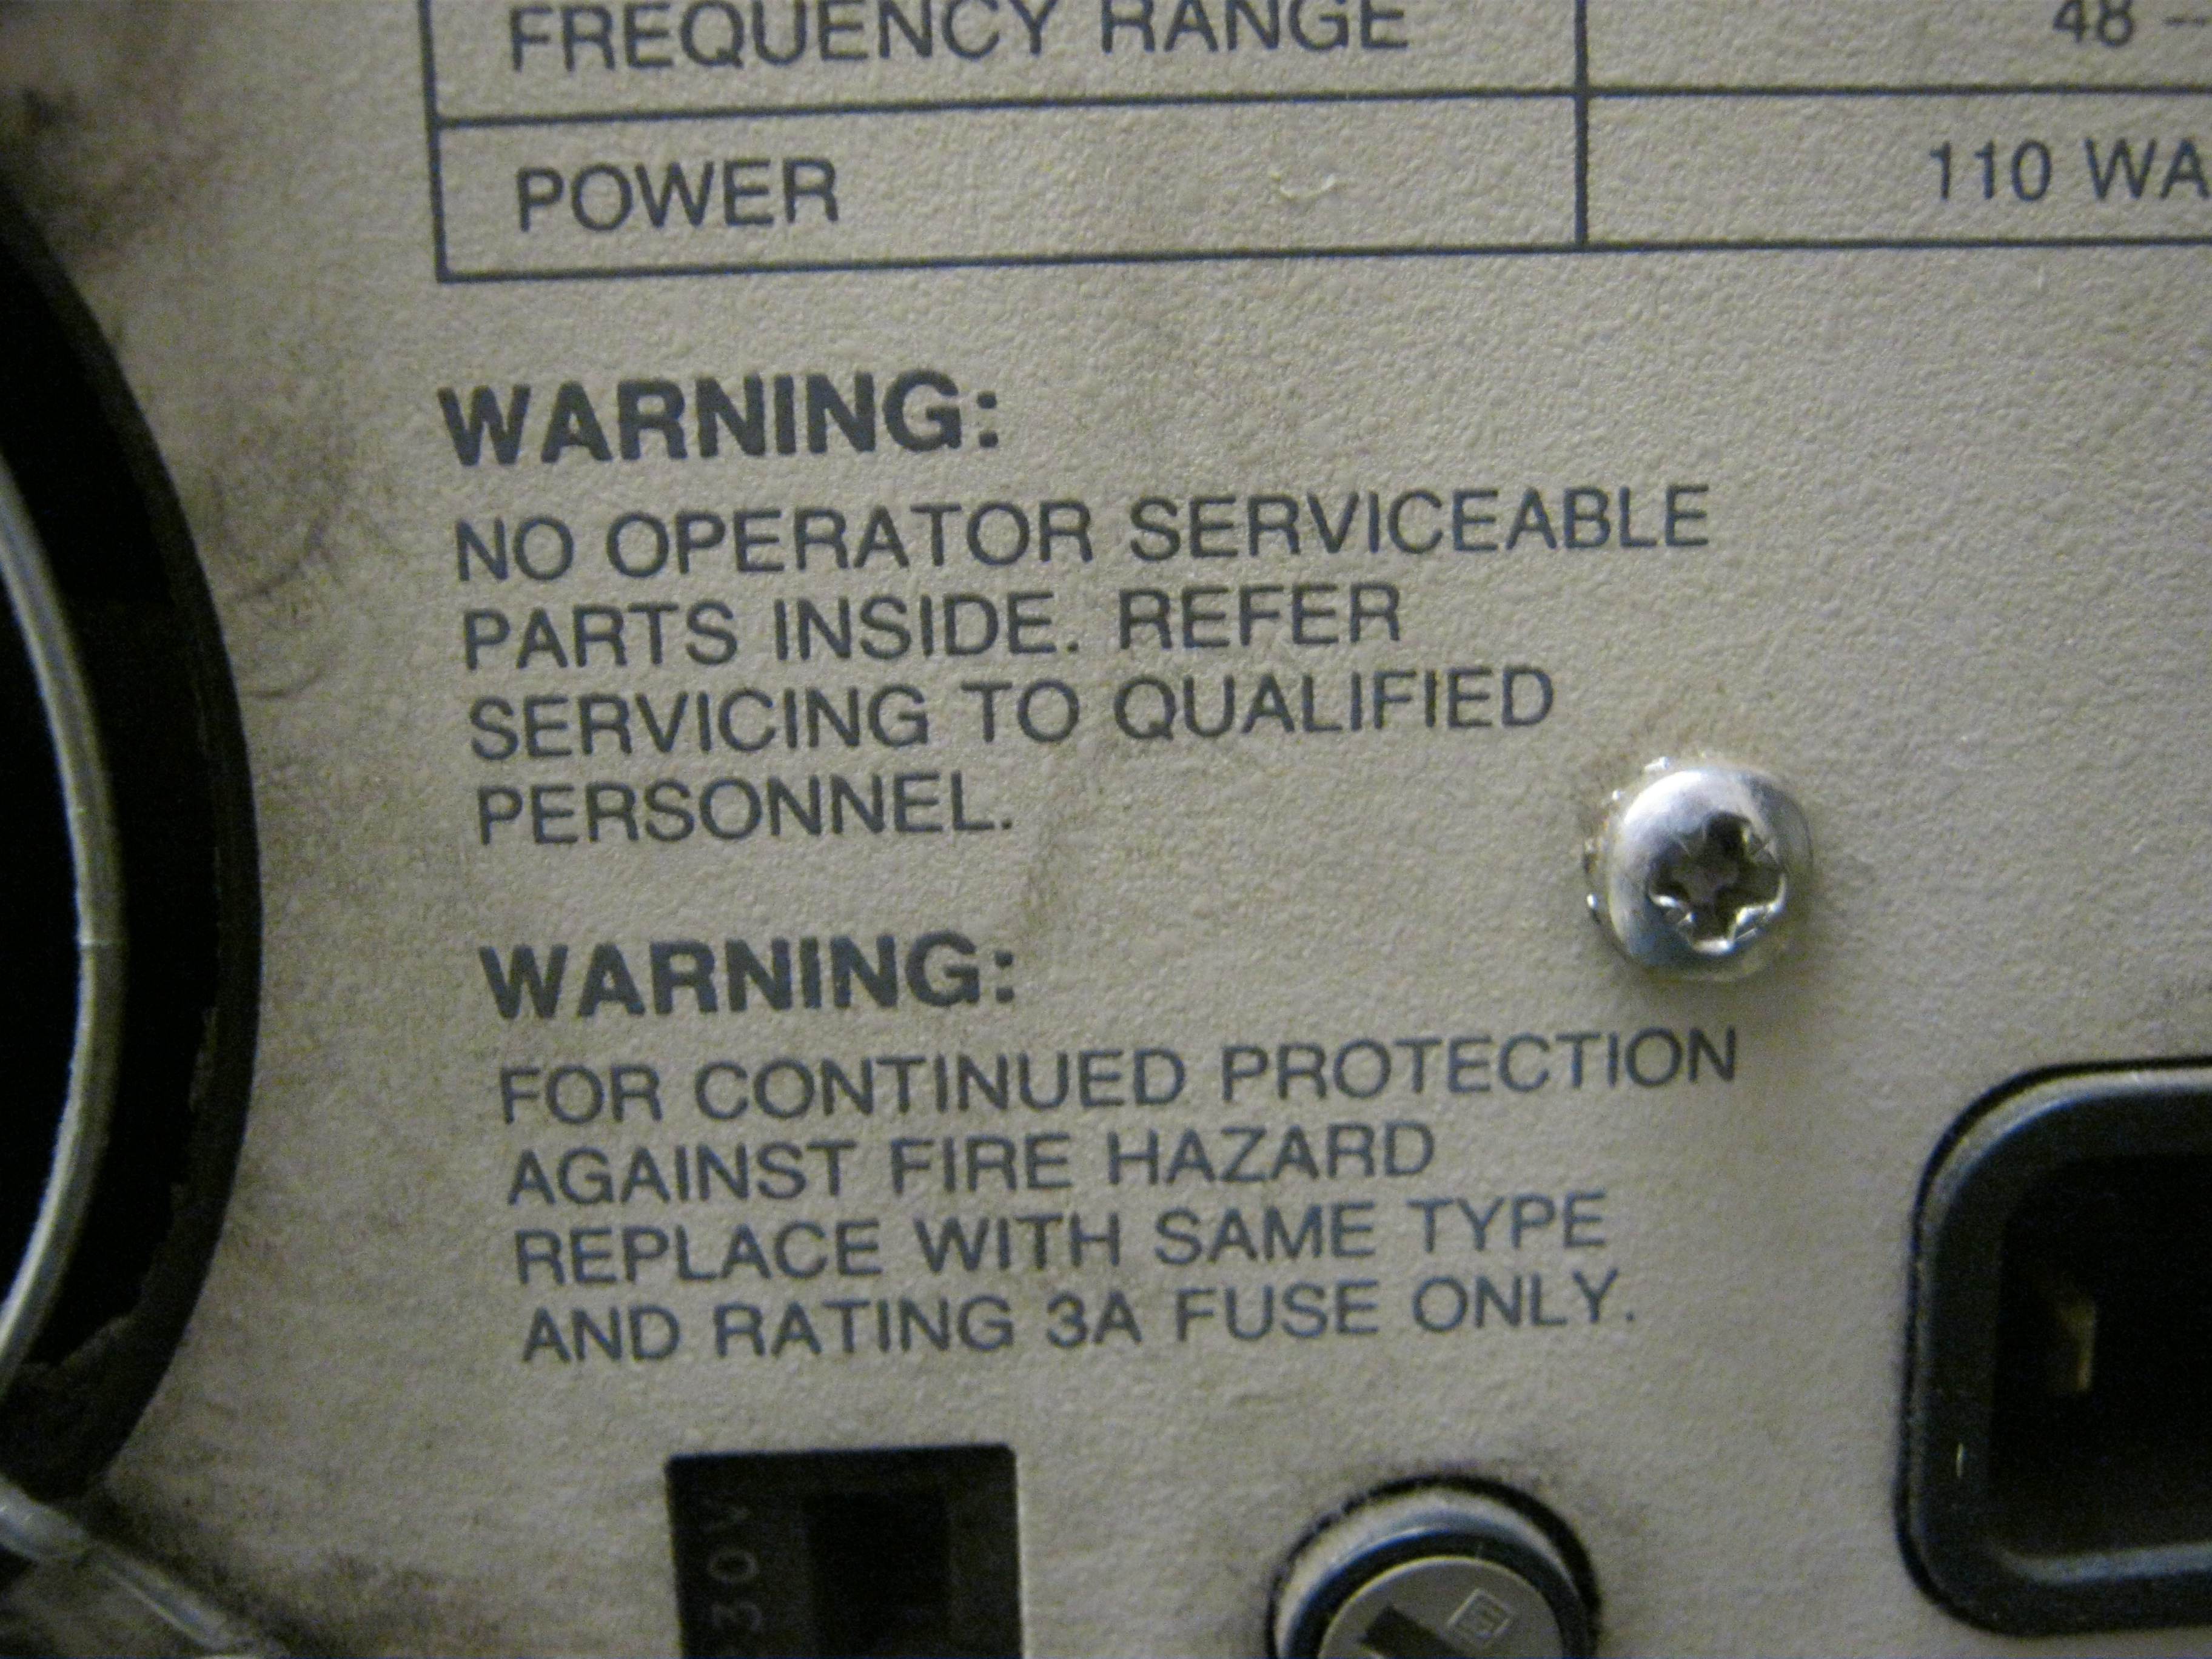 FREQUENCY RANGE 48 –
POWER 110 WA
WARNING:
NO OPERATOR SERVICEABLE
PARTS INSIDE. REFER
SERVICING TO QUALIFIED
PERSONNEL.
WARNING:
FOR CONTINUED PROTECTION
AGAINST FIRE HAZARD
REPLACE WITH SAME TYPE
AND RATING 3A FUSE ONLY.
30V